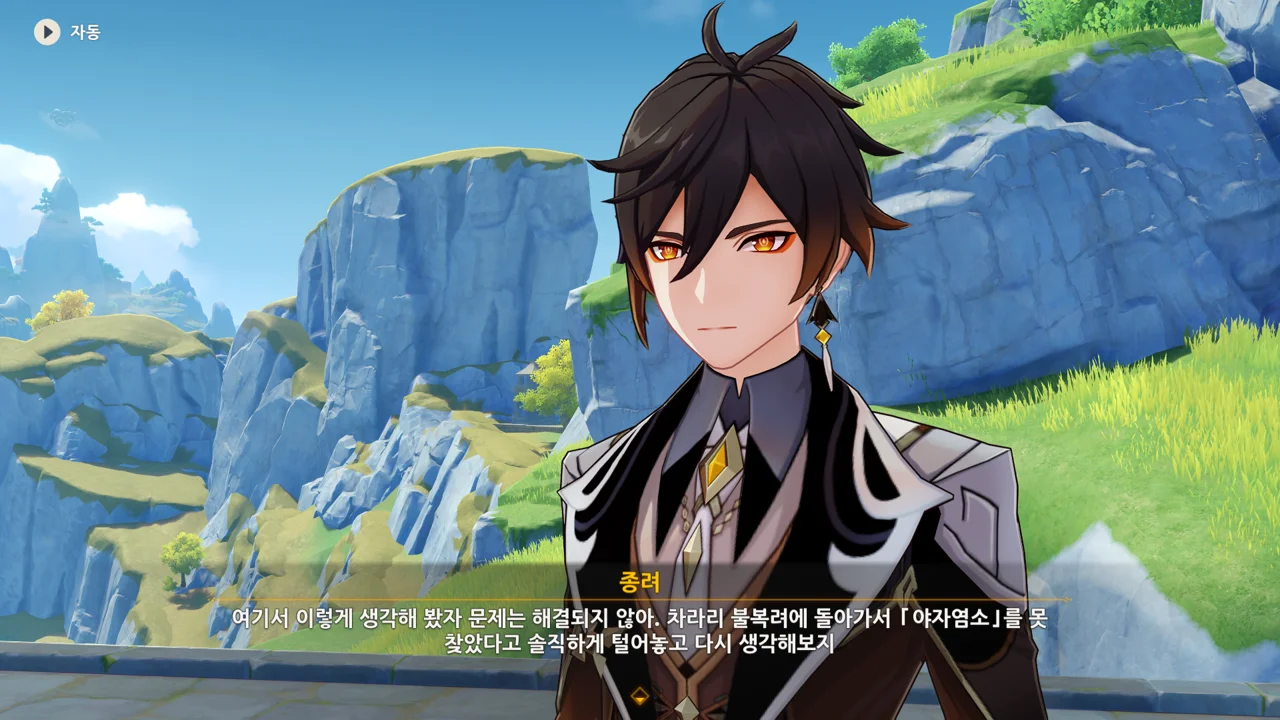 자동
종려
여기서 이렇게 생각해 봤자 문제는 해결되지 않아. 차라리 불복려에 돌아가서 「야자염소」를 못
찾았다고 솔직하게 털어놓고 다시 생각해보지